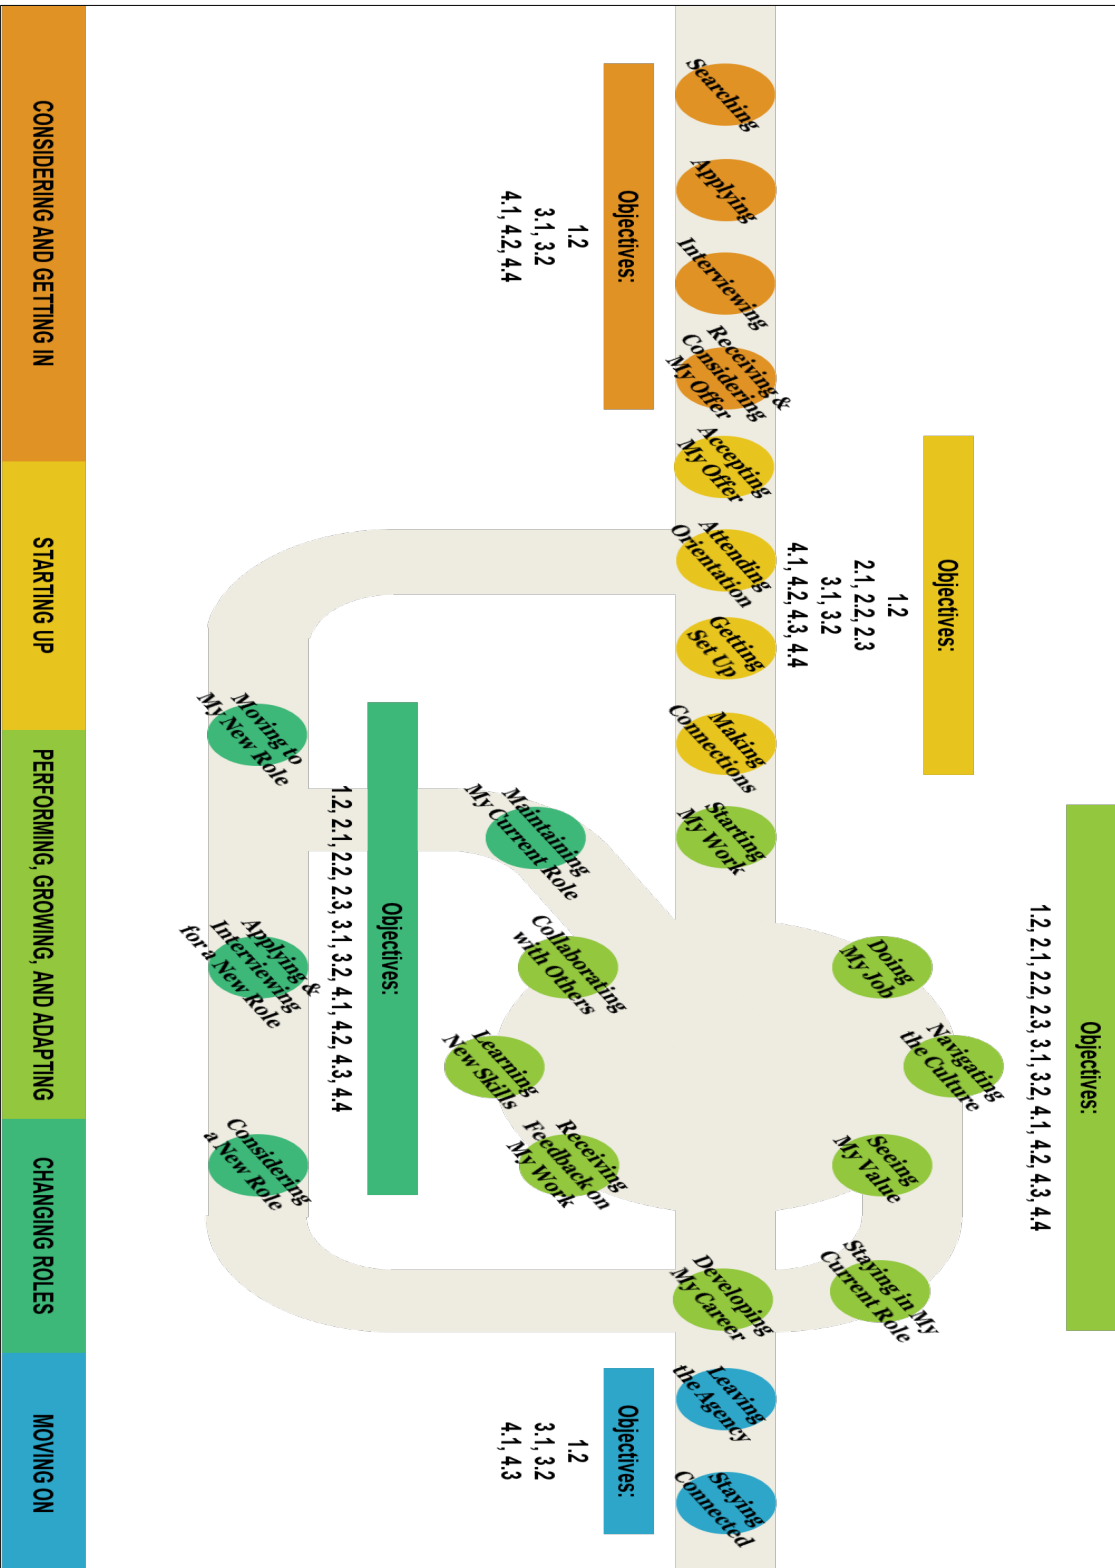 CONSIDERING AND GETTING IN
STARTING UP
PERFORMING, GROWING, AND ADAPTING
CHANGING ROLES
MOVING ON
Searching
Applying
Interviewing
Receiving &
Considering
My Offer
Objectives:
1.2
3.1, 3.2
4.1, 4.2, 4.4
Accepting
My Offer
Attending
Orientation
Getting
Set Up
Making
Connections
Objectives:
1.2
2.1, 2.2, 2.3
3.1, 3.2
4.1, 4.2, 4.3, 4.4
Starting
My Work
Doing
My Job
Navigating
the Culture
Seeing
My Value
Staying in My
Current Role
Developing
My Career
Receiving
Feedback on
My Work
Learning
New Skills
Collaborating
with Others
Objectives:
1.2, 2.1, 2.2, 2.3, 3.1, 3.2, 4.1, 4.2, 4.3, 4.4
Maintaining
My Current Role
Moving to
My New Role
Applying &
Interviewing
for a New Role
Considering
a New Role
Objectives:
1.2, 2.1, 2.2, 2.3, 3.1, 3.2, 4.1, 4.2, 4.3, 4.4
Leaving
the Agency
Staying
Connected
Objectives:
1.2
3.1, 3.2
4.1, 4.3